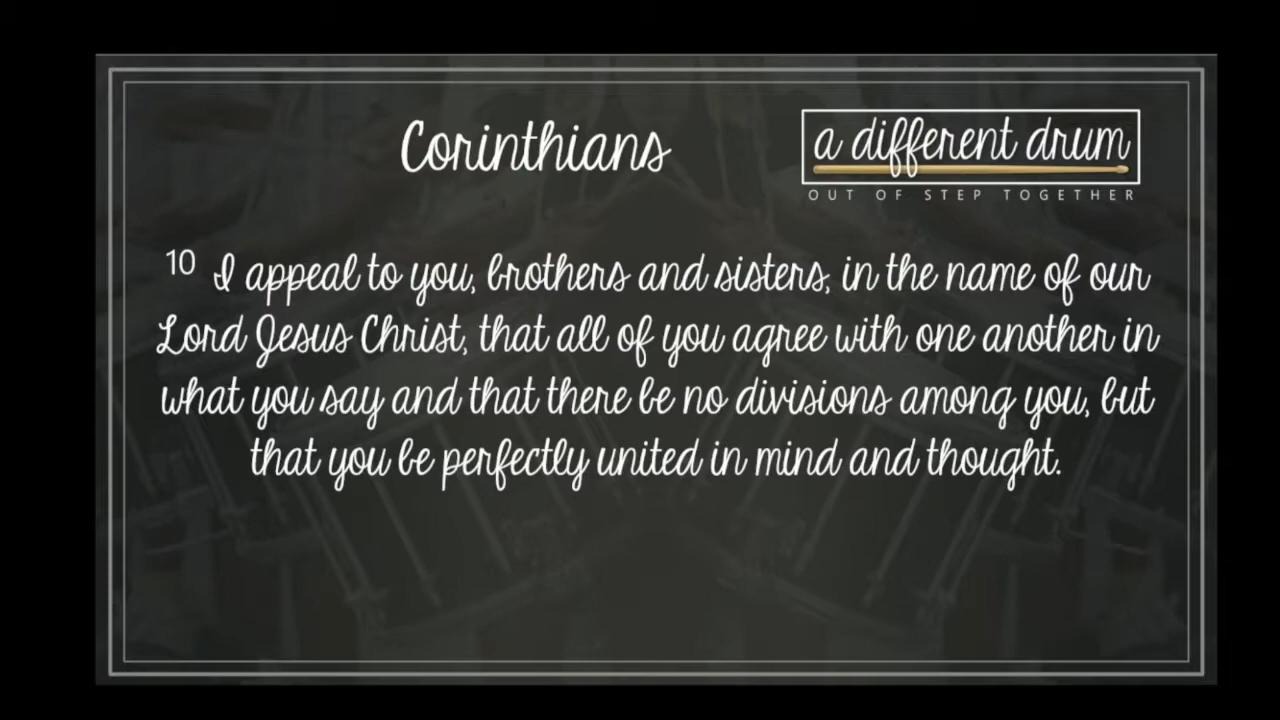 Corinthians
a different drum
OUT OF STEP TOGETHER
10 I appeal to you, brothers and sisters, in the name of our
Lord Jesus Christ, that all of you agree with one another in
what you say and that there be no divisions among you, but
that you be perfectly united in mind and thought.